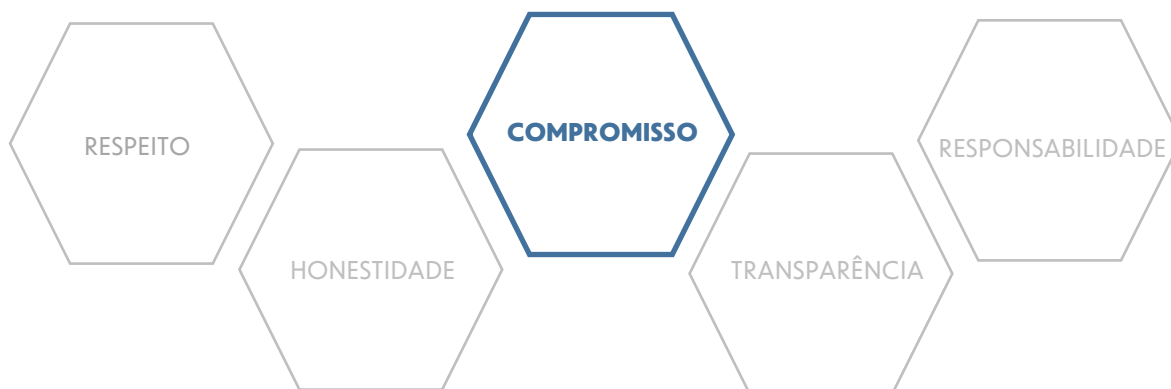 RESPEITO
HONESTIDADE
COMPROMISSO
TRANSPARÊNCIA
RESPONSABILIDADE